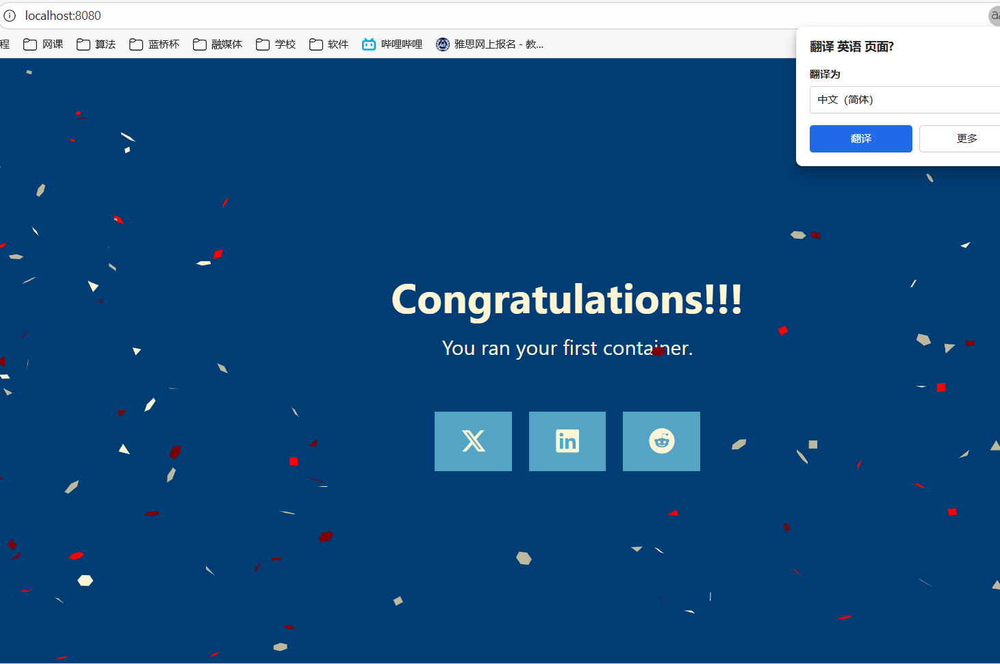 localhost:8080
程 网课 算法 蓝桥杯 融媒体 学校 软件 哔哩哔哩 雅思网上报名 - 教...
翻译 英语 页面?
翻译为
中文（简体）
翻译 更多
Congratulations!!!
You ran your first container.